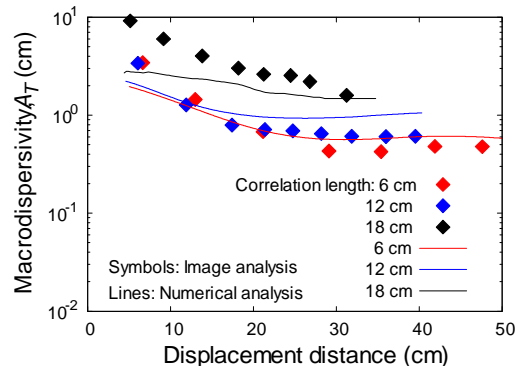 Macrodispersivity A_T (cm)
10^1
10^0
10^-1
10^-2
Correlation length: 6 cm
12 cm
18 cm
6 cm
Symbols: Image analysis
12 cm
Lines: Numerical analysis
18 cm
0 10 20 30 40 50
Displacement distance (cm)